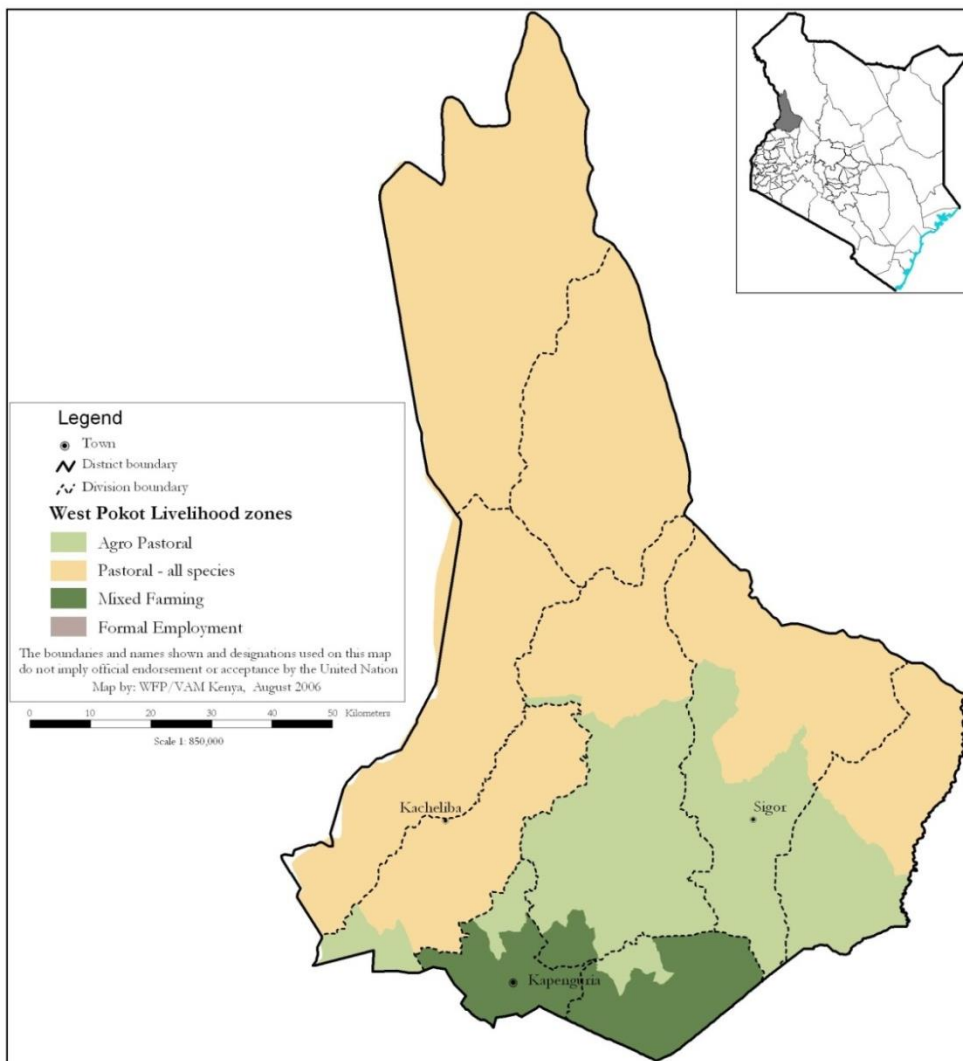 Legend
Town
District boundary
Division boundary
West Pokot Livelihood zones
Agro Pastoral
Pastoral - all species
Mixed Farming
Formal Employment
The boundaries and names shown and designations used on this map
do not imply official endorsement or acceptance by the United Nation
Map by: WFP/VAM Kenya, August 2006
0 10 20 30 40 50 Kilometers
Scale 1: 850,000
Kacheliba
Sigor
Kapenguria